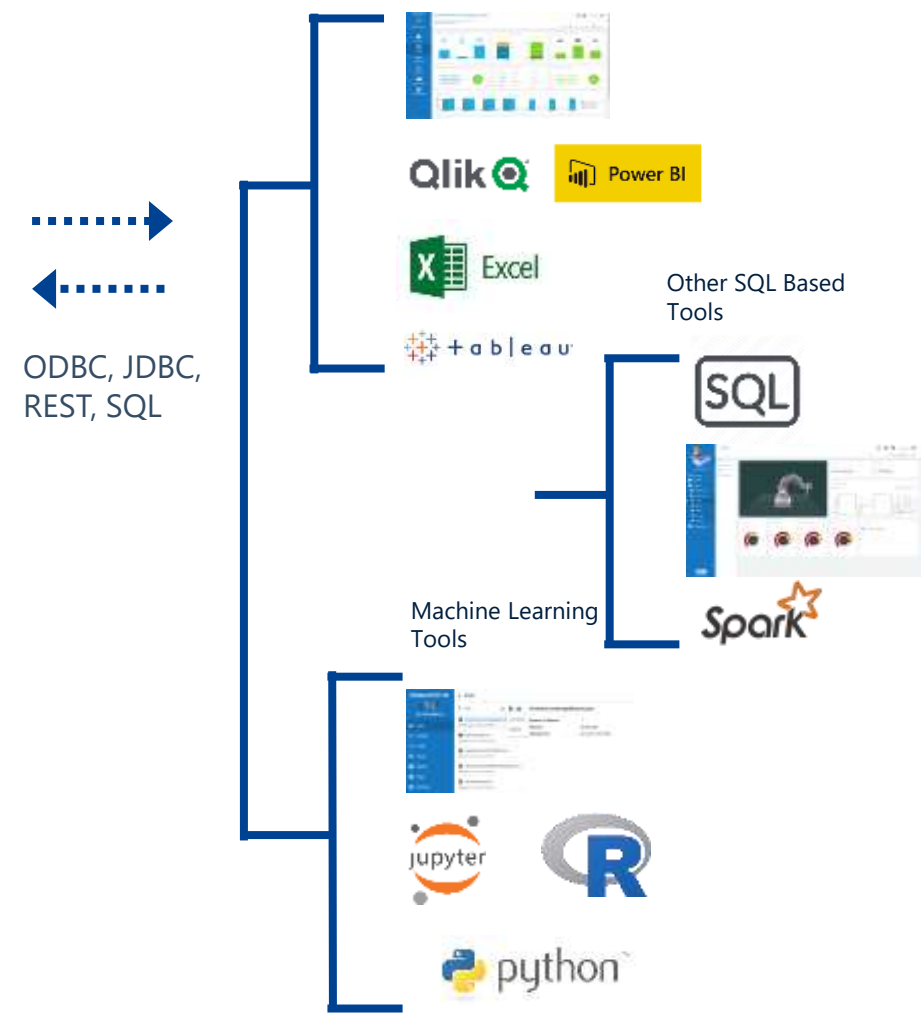 Qlik
Power BI
Excel
+ableau
Other SQL Based
Tools
ODBC, JDBC,
REST, SQL
SQL
Spark
Machine Learning
Tools
jupyter
R
python